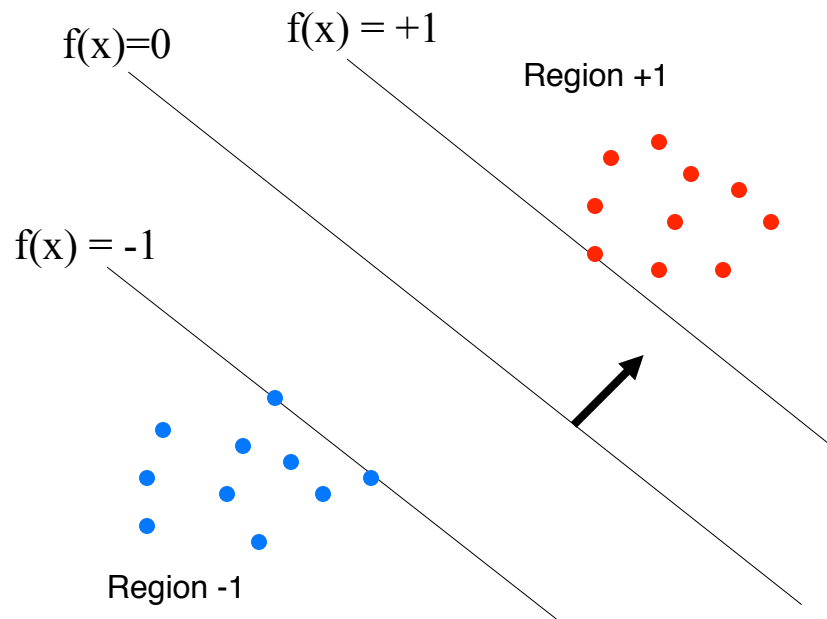 f(x)=0
f(x) = +1
Region +1
f(x) = -1
Region -1